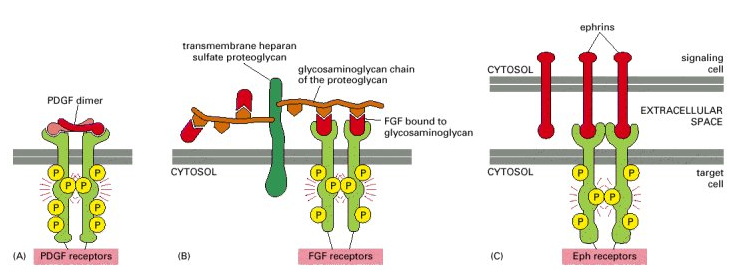 PDGF dimer
P
P
P
P
P
P
P
P
(A)
PDGF receptors
(B)
transmembrane heparan
sulfate proteoglycan
glycosaminoglycan chain
of the proteoglycan
FGF bound to
glycosaminoglycan
CYTOSOL
P
P
P
P
P
P
(B)
FGF receptors
ephrins
(C)
CYTOSOL
signaling
cell
EXTRACELLULAR
SPACE
CYTOSOL
target
cell
P
P
P
P
P
P
(C)
Eph receptors